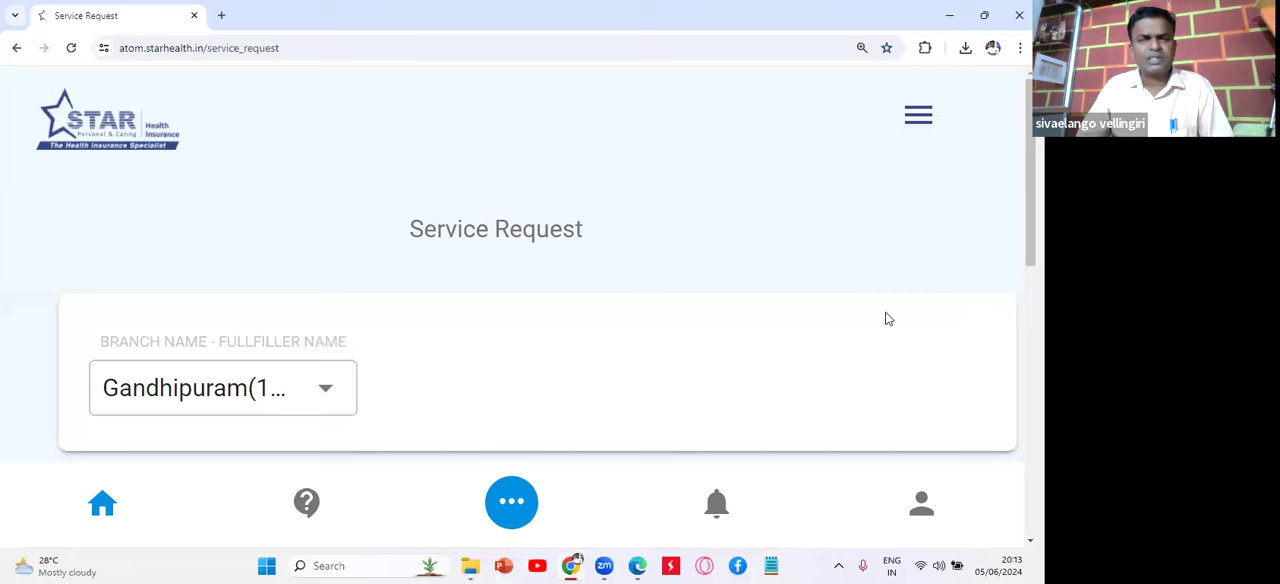 Service Request
atom.starhealth.in/service_request
STAR
Health
Insurance
Personal & Caring
The Health Insurance Specialist
sivaelango vellingiri
Service Request
BRANCH NAME - FULLFILLER NAME
Gandhipuram(1...
28°C
Mostly cloudy
Search
zm
ENG
IN
20:13
05/06/2024